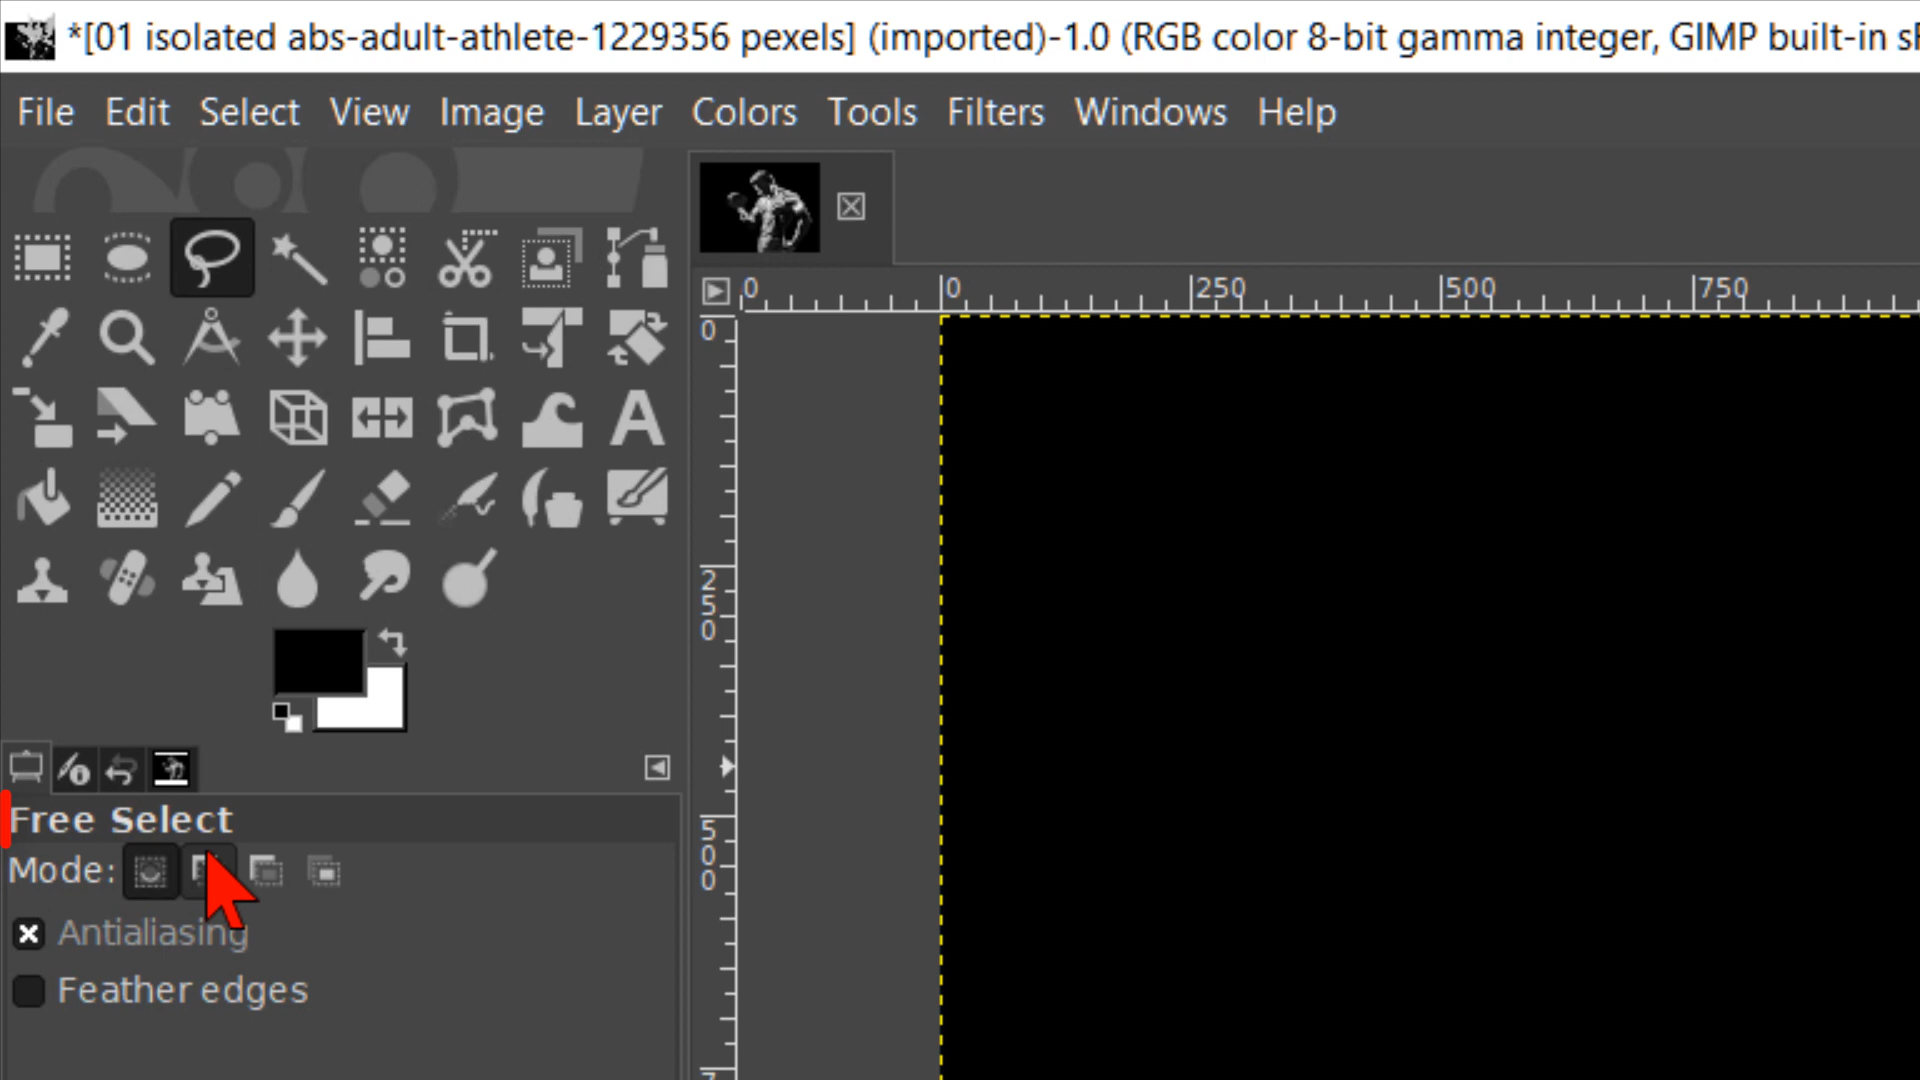 *[01 isolated abs-adult-athlete-1229356 pexels] (imported)-1.0 (RGB color 8-bit gamma integer, GIMP built-in sR
File Edit Select View Image Layer Colors Tools Filters Windows Help
0 0 250 500 750
0
250
500
7
Free Select
Mode:
Antialiasing
Feather edges